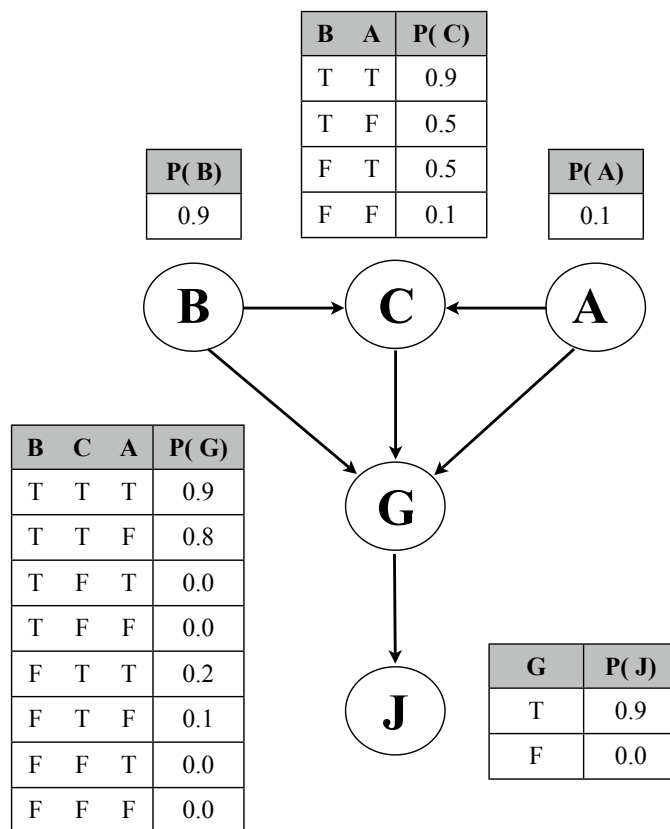 B A P( C)
T T 0.9
T F 0.5
F T 0.5
F F 0.1
P( B)
0.9
P( A)
0.1
B C A
G
J
B C A P( G)
T T T 0.9
T T F 0.8
T F T 0.0
T F F 0.0
F T T 0.2
F T F 0.1
F F T 0.0
F F F 0.0
G P( J)
T 0.9
F 0.0